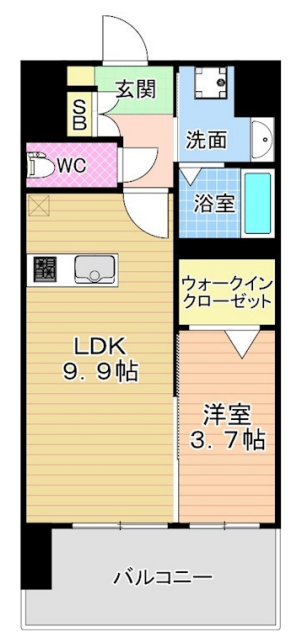 玄関
SB
洗面
WC
浴室
ウォークイン
クローゼット
LDK
9.9帖
洋室
3.7帖
バルコニー